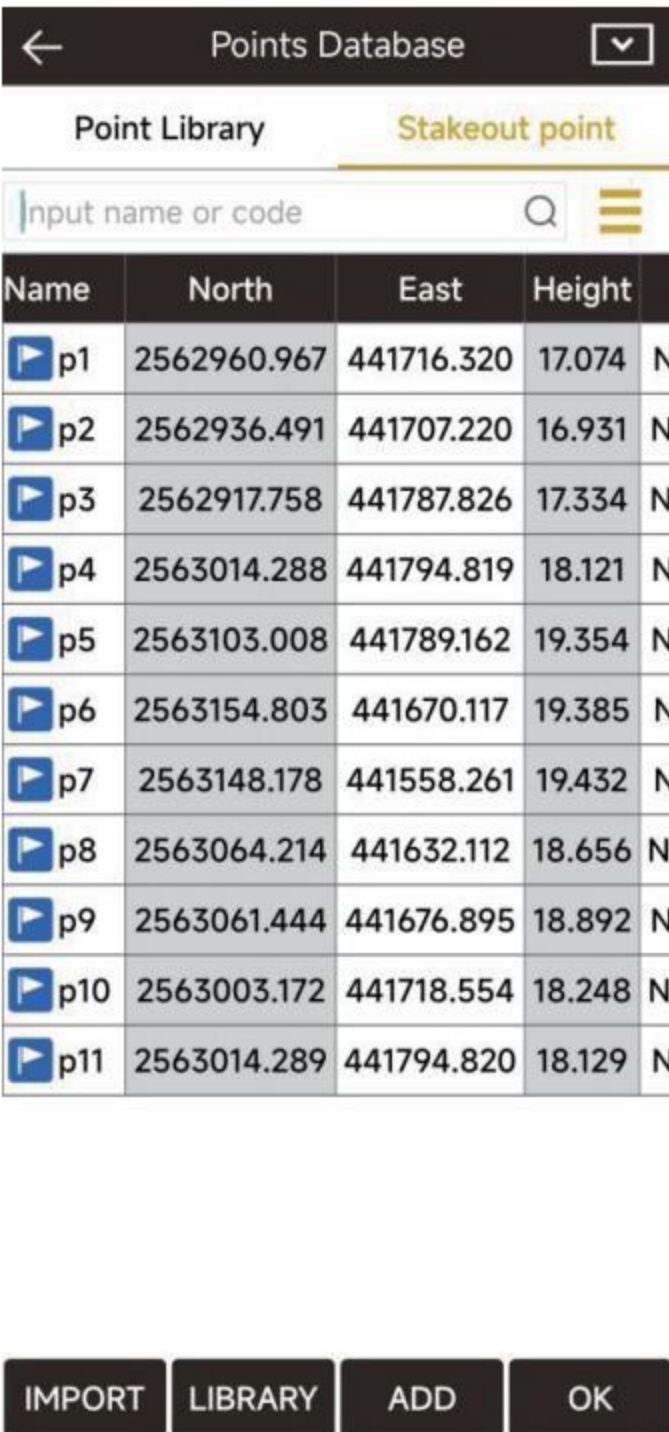 Points Database
Point Library Stakeout point
Input name or code
Name North East Height
p1 2562960.967 441716.320 17.074 N
p2 2562936.491 441707.220 16.931 N
p3 2562917.758 441787.826 17.334 N
p4 2563014.288 441794.819 18.121 N
p5 2563103.008 441789.162 19.354 N
p6 2563154.803 441670.117 19.385 N
p7 2563148.178 441558.261 19.432 N
p8 2563064.214 441632.112 18.656 N
p9 2563061.444 441676.895 18.892 N
p10 2563003.172 441718.554 18.248 N
p11 2563014.289 441794.820 18.129 N
IMPORT LIBRARY ADD OK